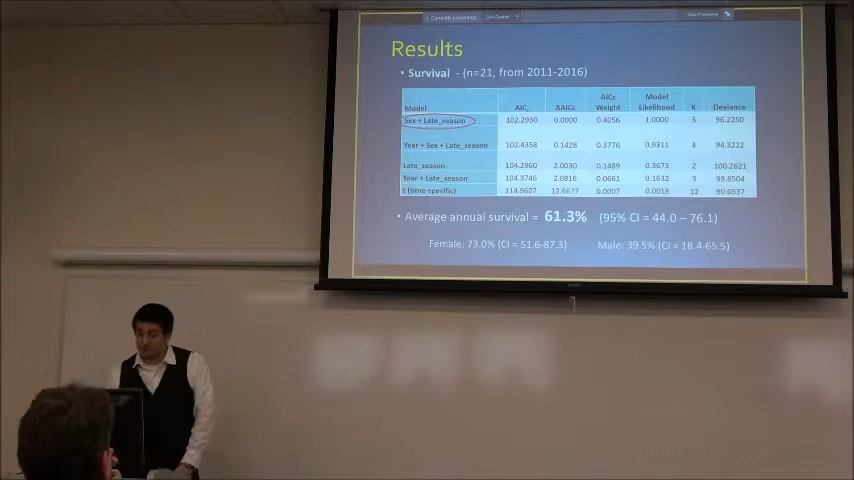 Currently presenting
Stop Presenting
Results
• Survival - (n=21, from 2011-2016)
Model AICc ΔAICc AICc Weight Model Likelihood K Deviance
Sex + Late_season 102.2930 0.0000 0.4056 1.0000 3 96.2250
Year + Sex + Late_season 102.4358 0.1428 0.3776 0.9311 4 94.3222
Late_season 104.2960 2.0030 0.1489 0.3673 2 100.2621
Year + Late_season 104.3746 2.0816 0.0661 0.1632 3 99.8504
t (time-specific) 114.9607 12.6677 0.0007 0.0018 12 90.0537
• Average annual survival = 61.3% (95% CI = 44.0 – 76.1)
Female: 73.0% (CI = 51.6-87.3) Male: 39.5% (CI = 18.4-65.5)